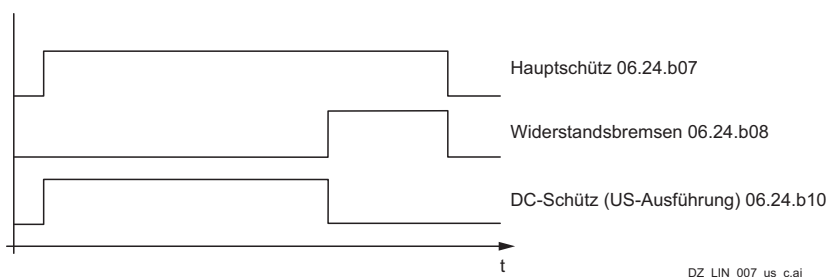 Hauptschütz 06.24.b07
Widerstandsbremsen 06.24.b08
DC-Schütz (US-Ausführung) 06.24.b10
t
DZ_LIN_007_us_c.ai